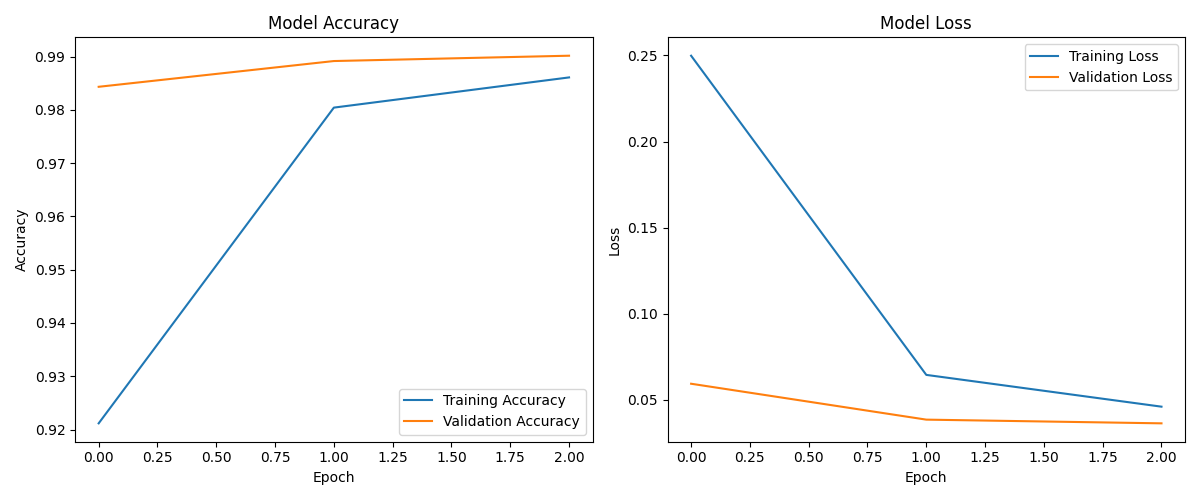 Model Accuracy
0.99
0.98
0.97
0.96
0.95
0.94
0.93
0.92
Accuracy
0.00 0.25 0.50 0.75 1.00 1.25 1.50 1.75 2.00
Epoch
Training Accuracy
Validation Accuracy
Model Loss
0.25
0.20
0.15
0.10
0.05
Loss
0.00 0.25 0.50 0.75 1.00 1.25 1.50 1.75 2.00
Epoch
Training Loss
Validation Loss